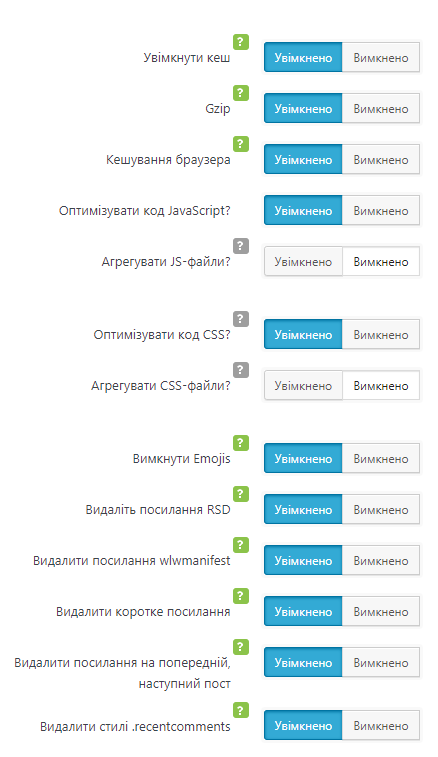 ?
Увімкнути кеш Увімкнено Вимкнено
?
Gzip Увімкнено Вимкнено
?
Кешування браузера Увімкнено Вимкнено
Оптимізувати код JavaScript? Увімкнено Вимкнено
?
Агрегувати JS-файли? Увімкнено Вимкнено
?
Оптимізувати код CSS? Увімкнено Вимкнено
?
Агрегувати CSS-файли? Увімкнено Вимкнено
?
Вимкнути Emojis Увімкнено Вимкнено
?
Видаліть посилання RSD Увімкнено Вимкнено
?
Видалити посилання wlwmanifest Увімкнено Вимкнено
?
Видалити коротке посилання Увімкнено Вимкнено
?
Видалити посилання на попередній, Увімкнено Вимкнено
наступний пост
?
Видалити стилі .recentcomments Увімкнено Вимкнено